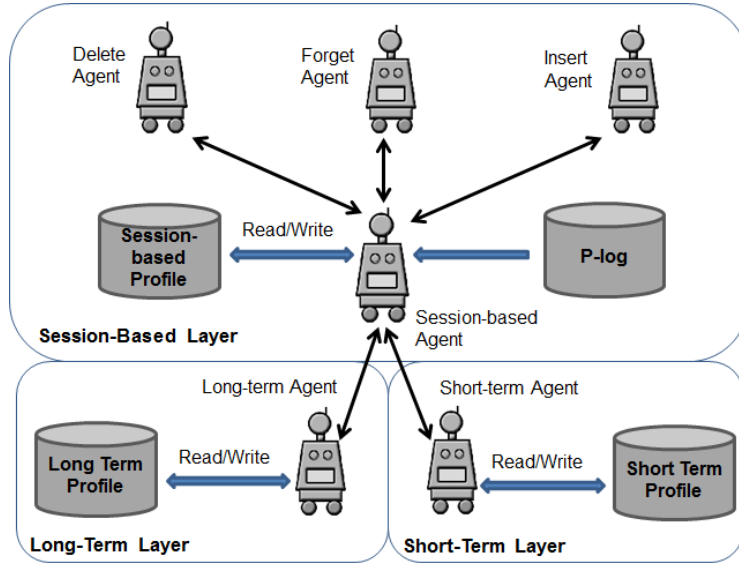 Delete
Agent
Forget
Agent
Insert
Agent
Session-
based
Profile
Read/Write
P-log
Session-based
Agent
Session-Based Layer
Long-term Agent
Short-term Agent
Long Term
Profile
Read/Write
Read/Write
Short Term
Profile
Long-Term Layer
Short-Term Layer